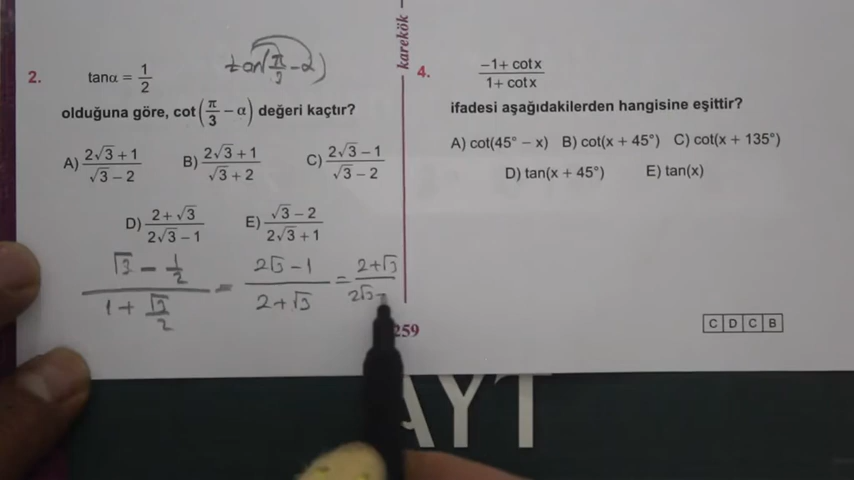 2. tanα = 1/2
tan(π/3 - α)
olduğuna göre, cot(π/3 − α) değeri kaçtır?
A) (2√3 + 1)/(√3 − 2) B) (2√3 + 1)/(√3 + 2) C) (2√3 − 1)/(√3 − 2)
D) (2 + √3)/(2√3 − 1) E) (√3 − 2)/(2√3 + 1)
(√3 - 1/2)/(1 + √3/2) = (2√3 - 1)/(2 + √3) = (2+√3)/(2√3 -
karekök
4. (−1 + cotx)/(1 + cotx)
ifadesi aşağıdakilerden hangisine eşittir?
A) cot(45° − x) B) cot(x + 45°) C) cot(x + 135°)
D) tan(x + 45°) E) tan(x)
259
C D C B
AYT